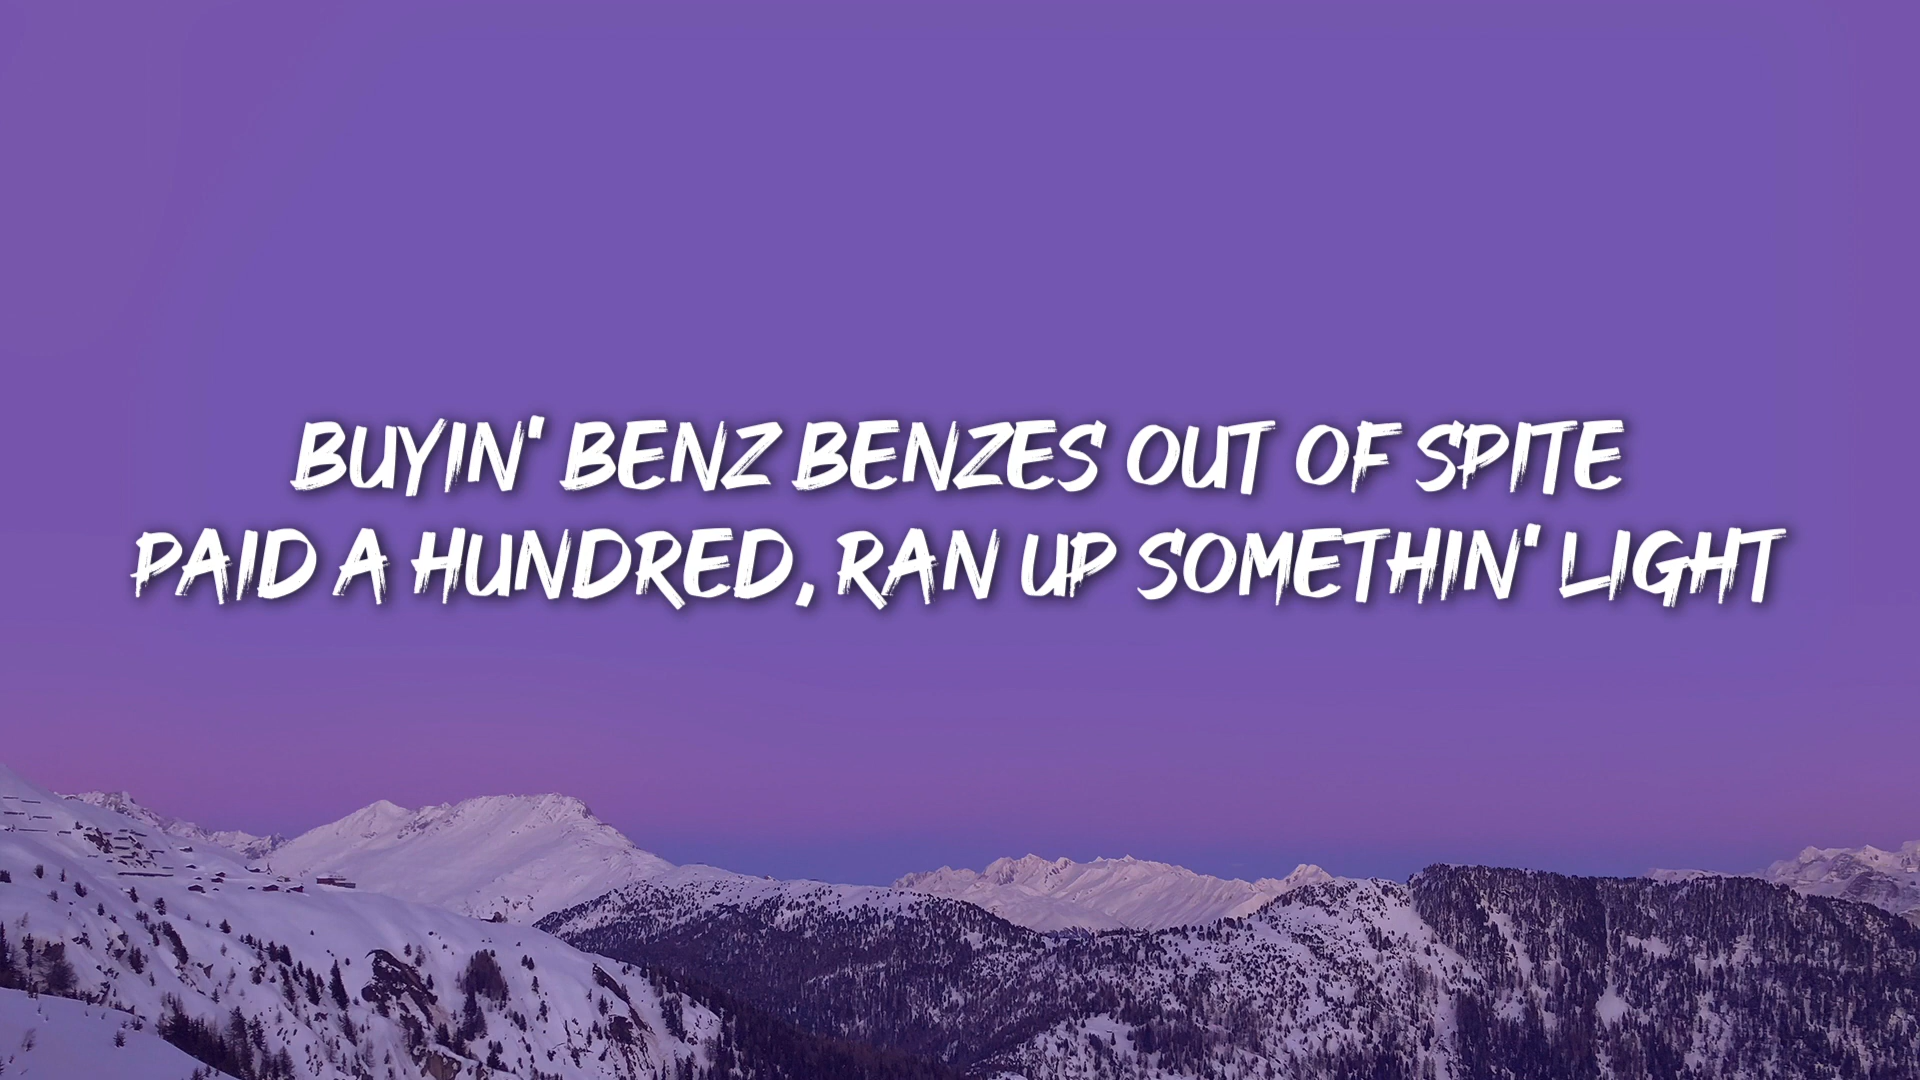 BUYIN' BENZ BENZES OUT OF SPITE
PAID A HUNDRED, RAN UP SOMETHIN' LIGHT